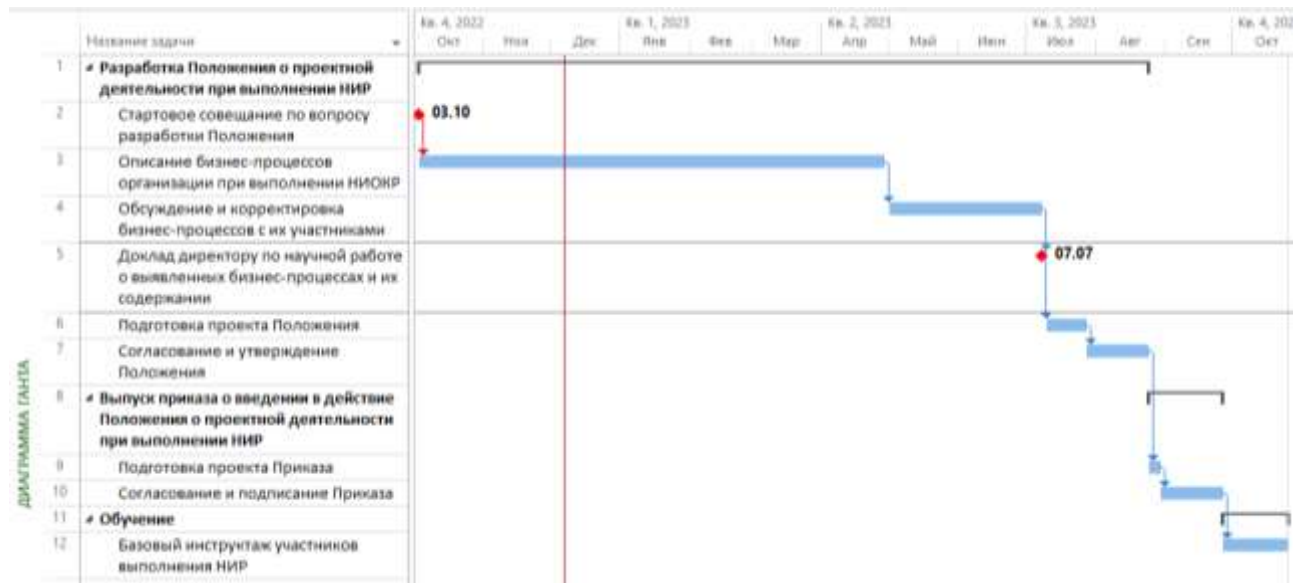 Кв. 4, 2022 Кв. 1, 2023 Кв. 2, 2023 Кв. 3, 2023 Кв. 4, 202
Название задачи Окт Ноя Дек Янв Фев Мар Апр Май Июн Июл Авг Сен Окт
1 Разработка Положения о проектной
деятельности при выполнении НИР
2 Стартовое совещание по вопросу 03.10
разработки Положения
3 Описание бизнес-процессов
организации при выполнении НИОКР
4 Обсуждение и корректировка
бизнес-процессов с их участниками
5 Доклад директору по научной работе 07.07
о выявленных бизнес-процессах и их
содержании
6 Подготовка проекта Положения
7 Согласование и утверждение
Положения
8 Выпуск приказа о введении в действие
Положения о проектной деятельности
при выполнении НИР
9 Подготовка проекта Приказа
10 Согласование и подписание Приказа
11 Обучение
12 Базовый инструктаж участников
выполнения НИР
ДИАГРАММА ГАНТА